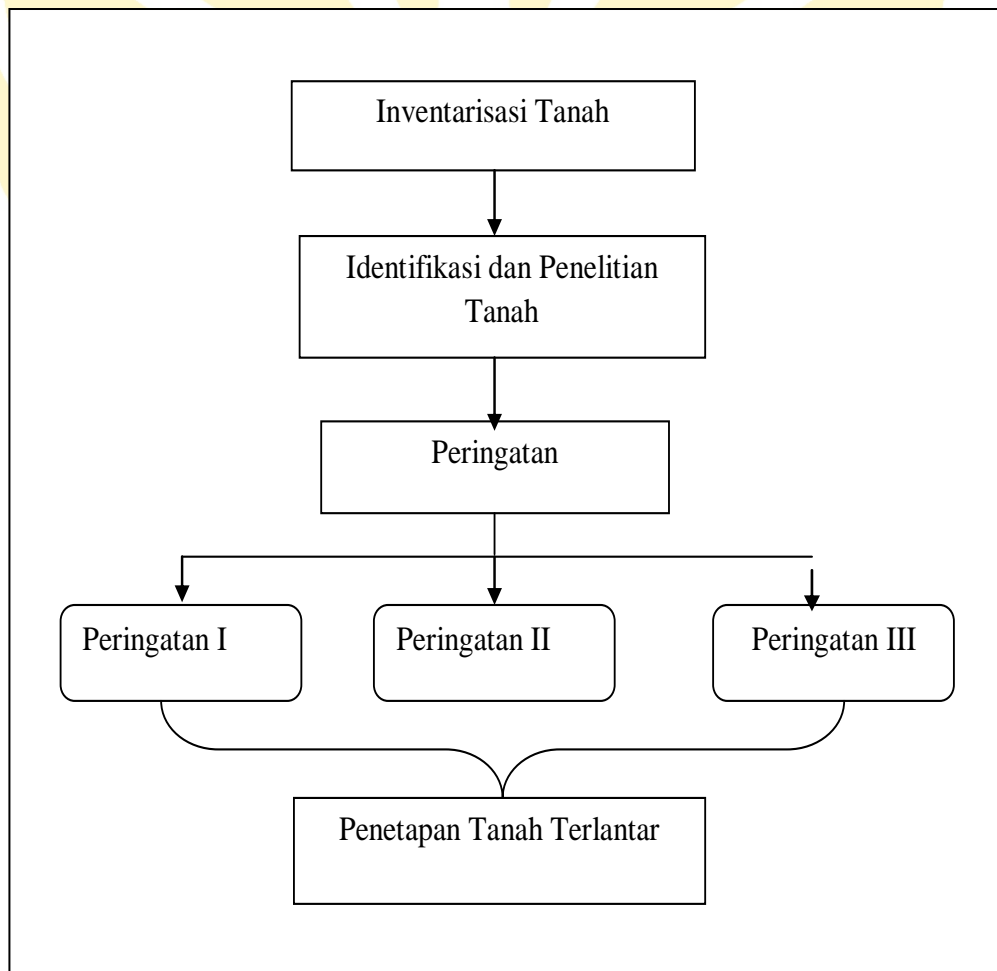 Inventarisasi Tanah
Identifikasi dan Penelitian
Tanah
Peringatan
Peringatan I
Peringatan II
Peringatan III
Penetapan Tanah Terlantar